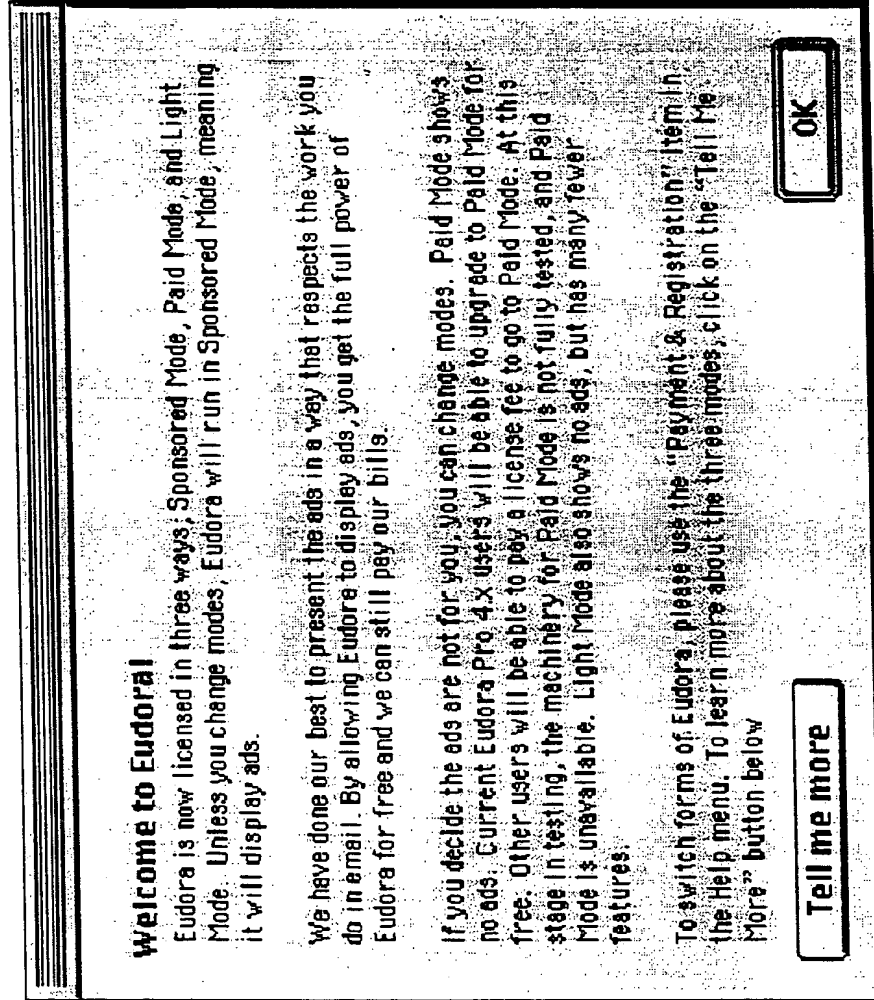 Welcome to Eudora!
Eudora is now licensed in three ways; Sponsored Mode, Paid Mode, and Light
Mode. Unless you change modes, Eudora will run in Sponsored Mode, meaning
it will display ads.
We have done our best to present the ads in a way that respects the work you
do in email. By allowing Eudora to display ads, you get the full power of
Eudora for free and we can still pay our bills.
If you decide the ads are not for you, you can change modes. Paid Mode shows
no ads. Current Eudora Pro 4.x users will be able to upgrade to Paid Mode for
free. Other users will be able to pay a license fee to go to Paid Mode. At this
stage in testing, the machinery for Paid Mode is not fully tested, and Paid
Mode is unavailable. Light Mode also shows no ads, but has many fewer
features.
To switch forms of Eudora, please use the "Payment & Registration" item in
the Help menu. To learn more about the three modes, click on the "Tell Me
More" button below
Tell me more
OK